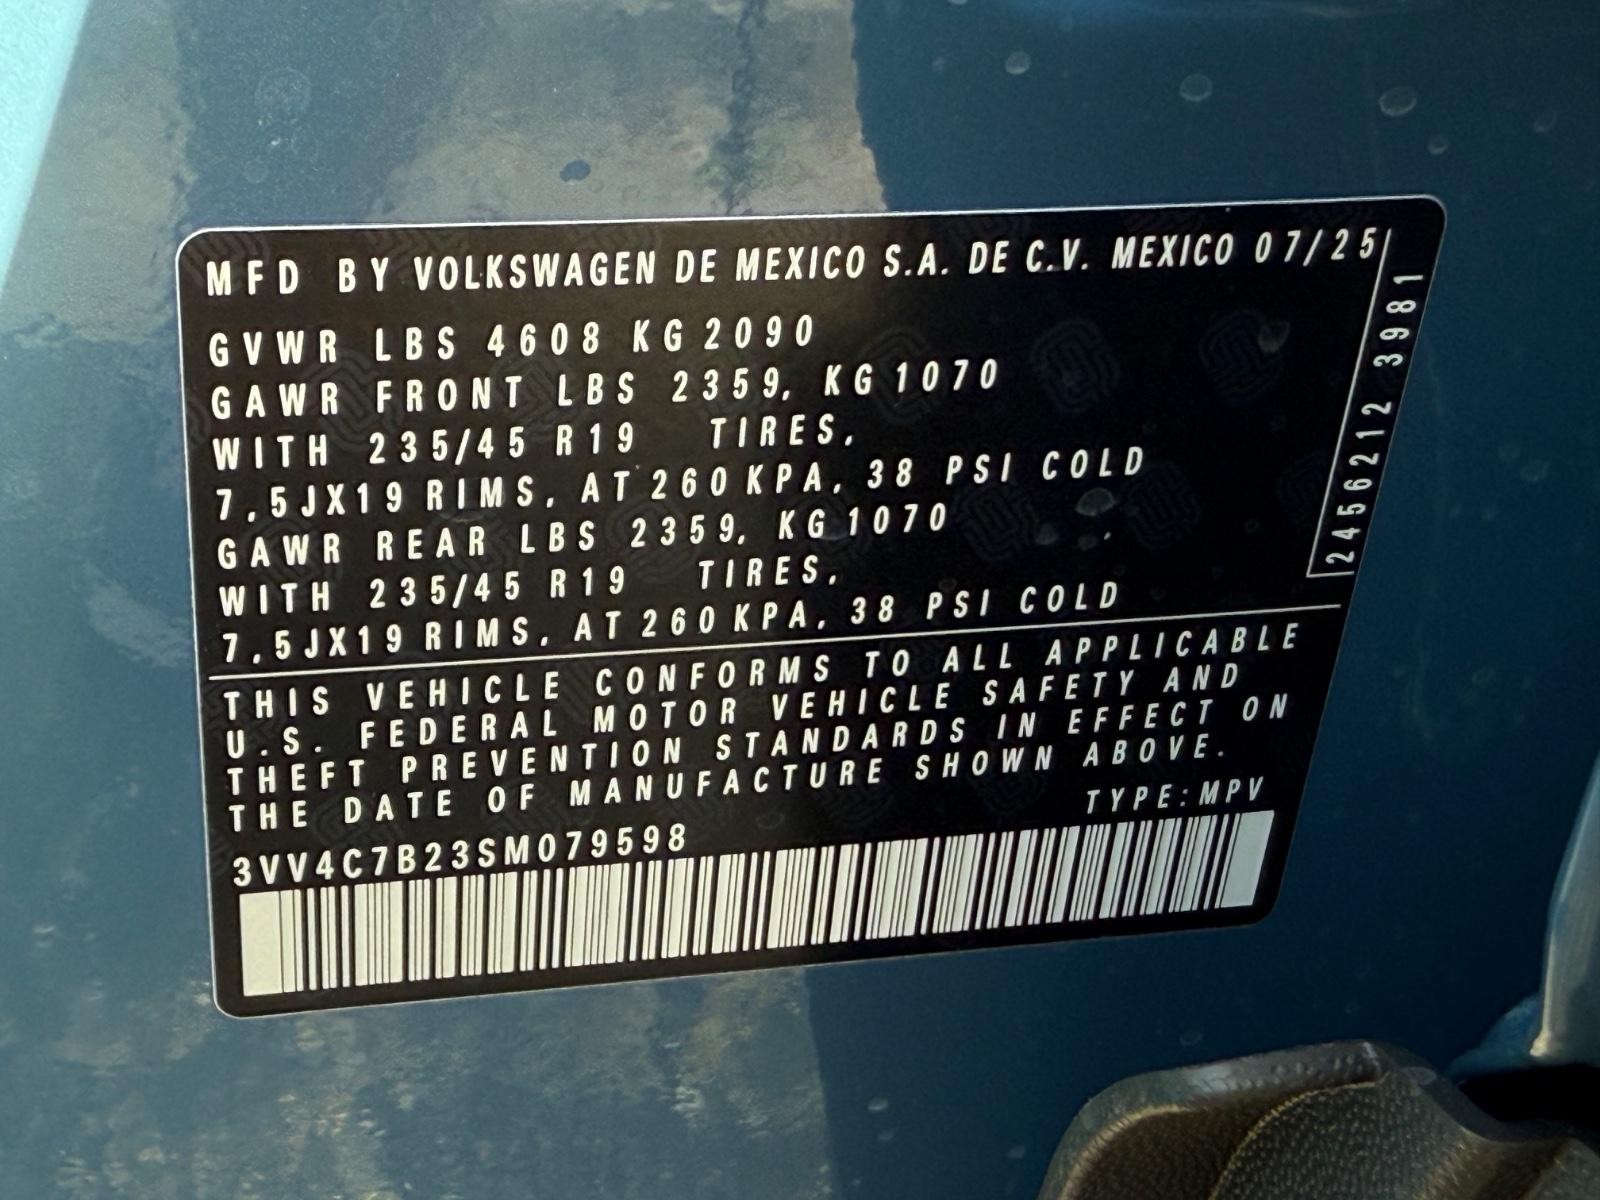 MFD BY VOLKSWAGEN DE MEXICO S.A. DE C.V. MEXICO 07/25
GVWR LBS 4608 KG 2090
GAWR FRONT LBS 2359, KG 1070
WITH 235/45 R19 TIRES,
7,5JX19 RIMS, AT 260 KPA, 38 PSI COLD
GAWR REAR LBS 2359, KG 1070
WITH 235/45 R19 TIRES,
7,5JX19 RIMS, AT 260 KPA, 38 PSI COLD
2456212 3981
THIS VEHICLE CONFORMS TO ALL APPLICABLE
U.S. FEDERAL MOTOR VEHICLE SAFETY AND
THEFT PREVENTION STANDARDS IN EFFECT ON
THE DATE OF MANUFACTURE SHOWN ABOVE.
TYPE:MPV
3VV4C7B23SM079598